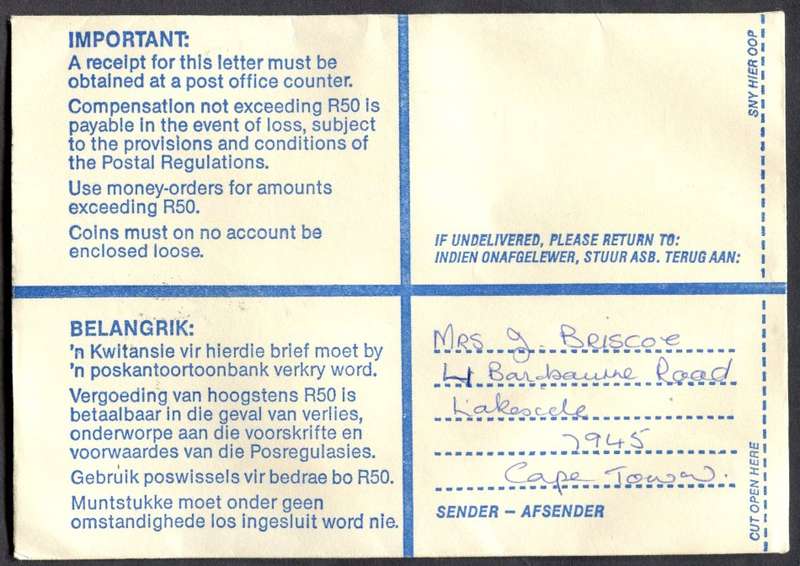 IMPORTANT:
A receipt for this letter must be
obtained at a post office counter.
Compensation not exceeding R50 is
payable in the event of loss, subject
to the provisions and conditions of
the Postal Regulations.
Use money-orders for amounts
exceeding R50.
Coins must on no account be
enclosed loose.
SNY HIER OOP
IF UNDELIVERED, PLEASE RETURN TO:
INDIEN ONAFGELEWER, STUUR ASB. TERUG AAN:
BELANGRIK:
'n Kwitansie vir hierdie brief moet by
'n poskantoortoonbank verkry word.
Vergoeding van hoogstens R50 is
betaalbaar in die geval van verlies,
onderworpe aan die voorskrifte en
voorwaardes van die Posregulasies.
Gebruik poswissels vir bedrae bo R50.
Muntstukke moet onder geen
omstandighede los ingesluit word nie.
MRS J. BRISCOE
4 Road
Lakeside
7945
Cape Town.
SENDER – AFSENDER
CUT OPEN HERE